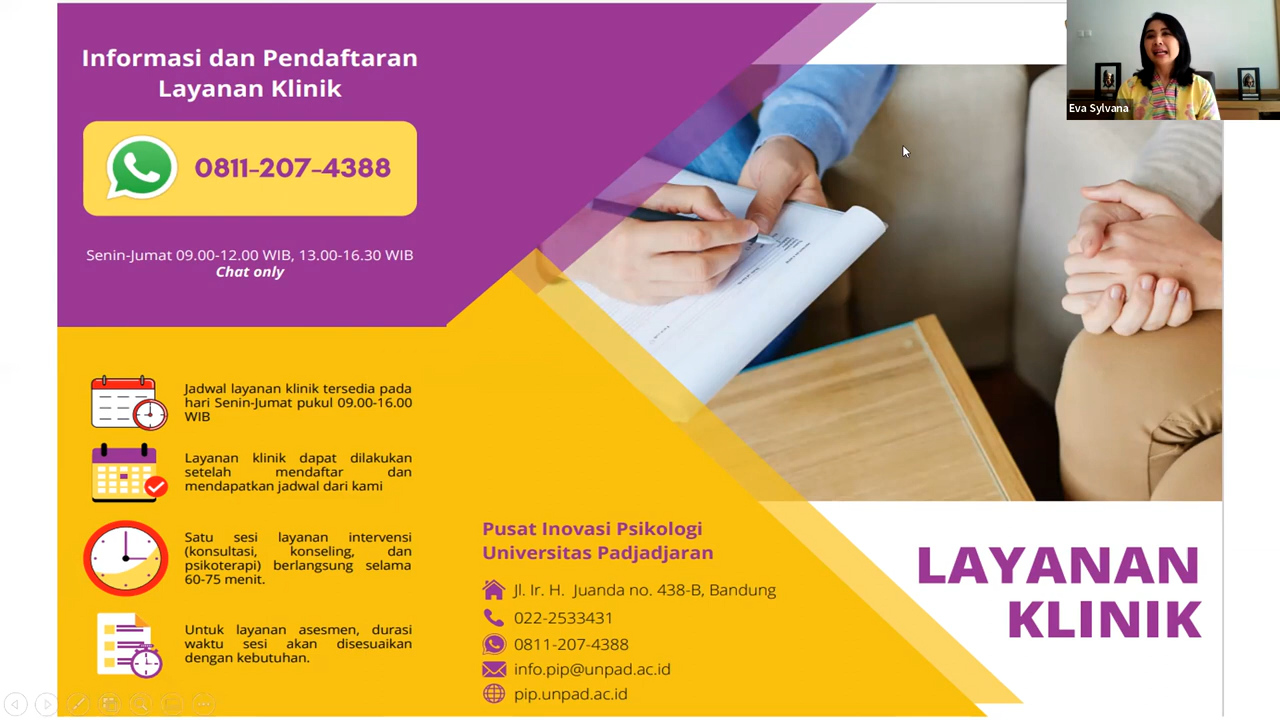 Informasi dan Pendaftaran
Layanan Klinik
0811-207-4388
Senin-Jumat 09.00-12.00 WIB, 13.00-16.30 WIB
Chat only
Jadwal layanan klinik tersedia pada
hari Senin-Jumat pukul 09.00-16.00
WIB
Layanan klinik dapat dilakukan
setelah mendaftar dan
mendapatkan jadwal dari kami
Satu sesi layanan intervensi
(konsultasi, konseling, dan
psikoterapi) berlangsung selama
60-75 menit.
Untuk layanan asesmen, durasi
waktu sesi akan disesuaikan
dengan kebutuhan.
Pusat Inovasi Psikologi
Universitas Padjadjaran
Jl. Ir. H. Juanda no. 438-B, Bandung
022-2533431
0811-207-4388
info.pip@unpad.ac.id
pip.unpad.ac.id
LAYANAN
KLINIK
Eva Sylvana